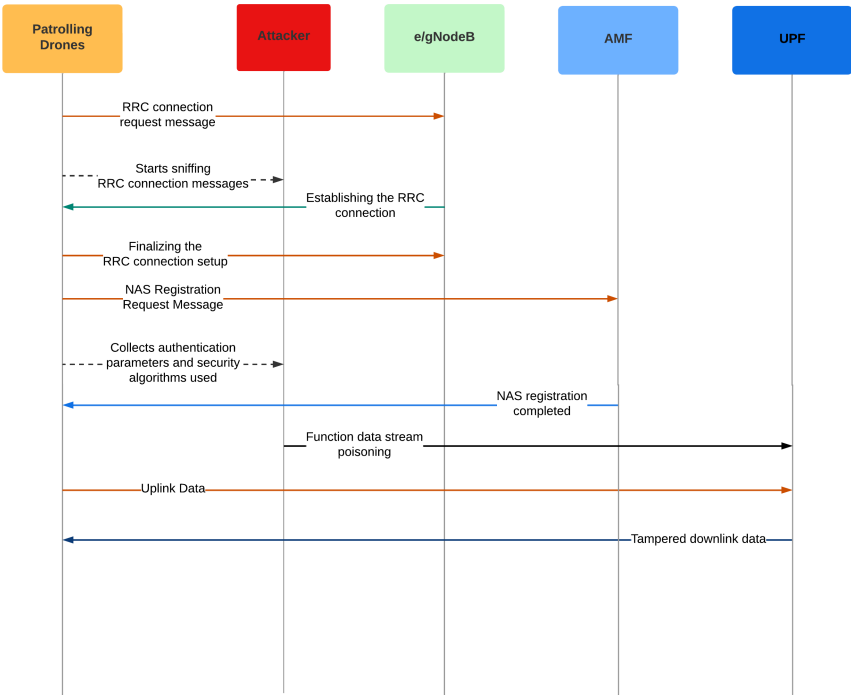 Patrolling
Drones
Attacker
e/gNodeB
AMF
UPF
RRC connection
request message
Starts sniffing
RRC connection messages
Establishing the RRC
connection
Finalizing the
RRC connection setup
NAS Registration
Request Message
Collects authentication
parameters and security
algorithms used
NAS registration
completed
Function data stream
poisoning
Uplink Data
Tampered downlink data